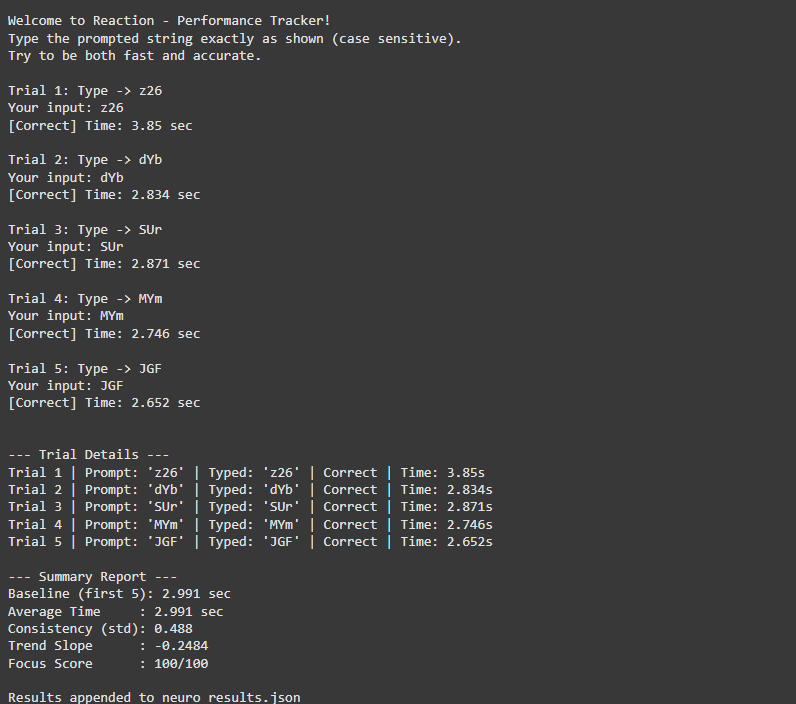 Welcome to Reaction - Performance Tracker!
Type the prompted string exactly as shown (case sensitive).
Try to be both fast and accurate.
Trial 1: Type -> z26
Your input: z26
[Correct] Time: 3.85 sec
Trial 2: Type -> dYb
Your input: dYb
[Correct] Time: 2.834 sec
Trial 3: Type -> SUr
Your input: SUr
[Correct] Time: 2.871 sec
Trial 4: Type -> MYm
Your input: MYm
[Correct] Time: 2.746 sec
Trial 5: Type -> JGF
Your input: JGF
[Correct] Time: 2.652 sec
--- Trial Details ---
Trial 1 | Prompt: 'z26' | Typed: 'z26' | Correct | Time: 3.85s
Trial 2 | Prompt: 'dYb' | Typed: 'dYb' | Correct | Time: 2.834s
Trial 3 | Prompt: 'SUr' | Typed: 'SUr' | Correct | Time: 2.871s
Trial 4 | Prompt: 'MYm' | Typed: 'MYm' | Correct | Time: 2.746s
Trial 5 | Prompt: 'JGF' | Typed: 'JGF' | Correct | Time: 2.652s
--- Summary Report ---
Baseline (first 5): 2.991 sec
Average Time     : 2.991 sec
Consistency (std): 0.488
Trend Slope      : -0.2484
Focus Score      : 100/100
Results appended to neuro results.json